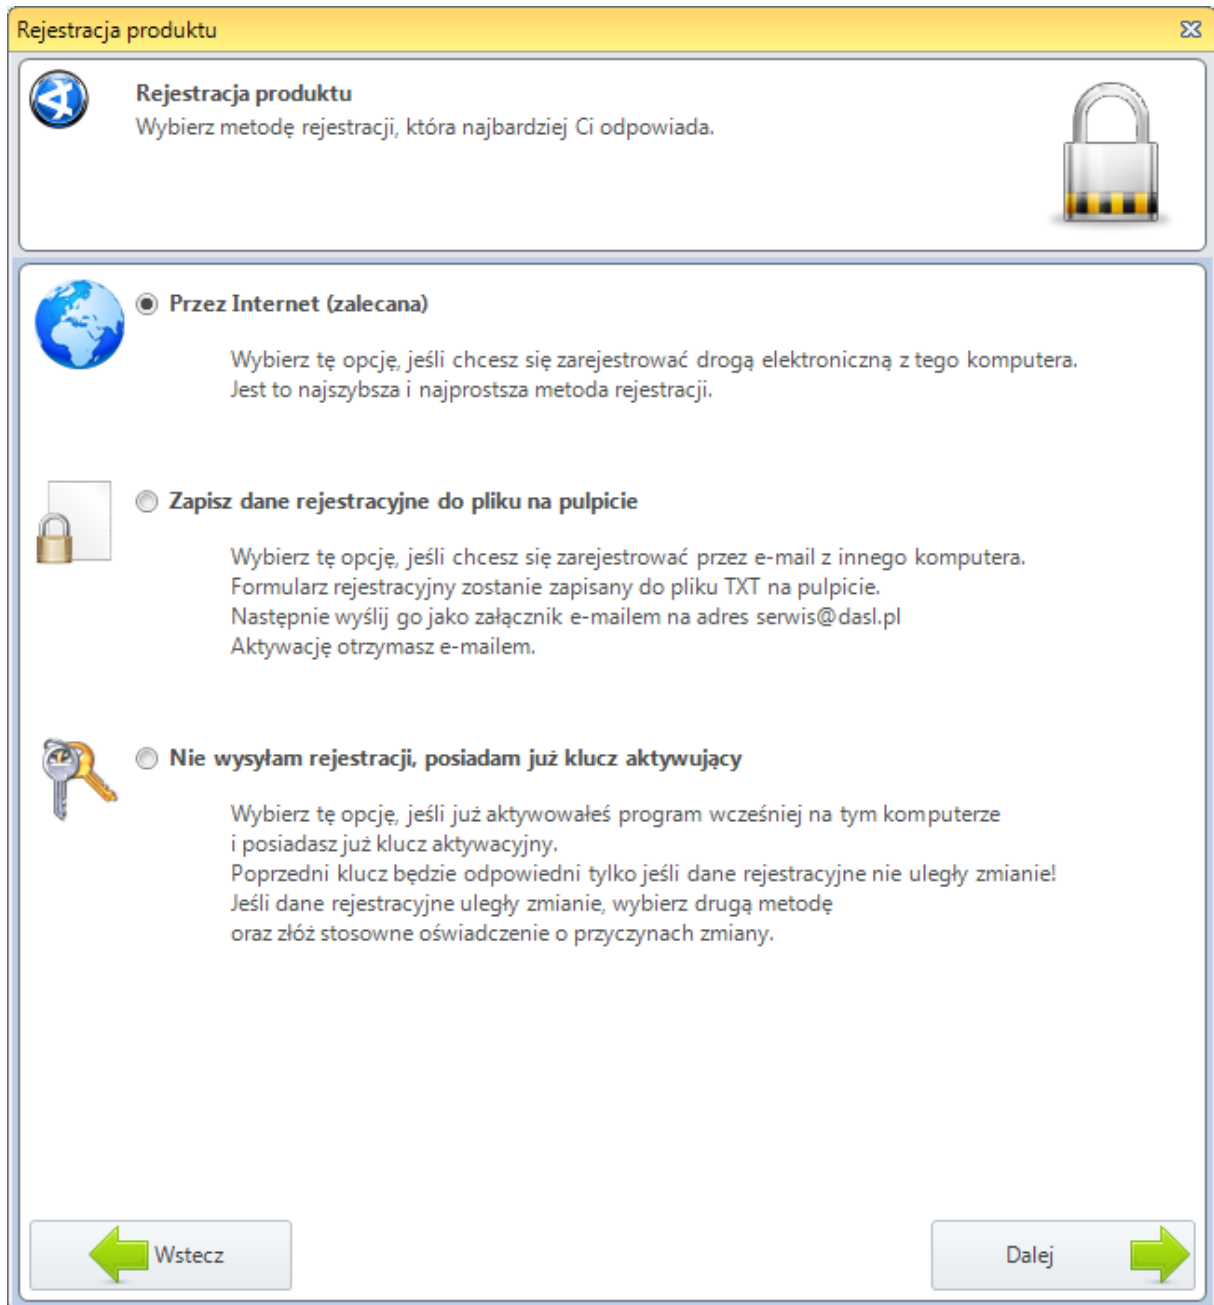 Rejestracja produktu
Rejestracja produktu
Wybierz metodę rejestracji, która najbardziej Ci odpowiada.
Przez Internet (zalecana)
Wybierz tę opcję, jeśli chcesz się zarejestrować drogą elektroniczną z tego komputera.
Jest to najszybsza i najprostsza metoda rejestracji.
Zapisz dane rejestracyjne do pliku na pulpicie
Wybierz tę opcję, jeśli chcesz się zarejestrować przez e-mail z innego komputera.
Formularz rejestracyjny zostanie zapisany do pliku TXT na pulpicie.
Następnie wyślij go jako załącznik e-mailem na adres serwis@dasl.pl
Aktywację otrzymasz e-mailem.
Nie wysyłam rejestracji, posiadam już klucz aktywujący
Wybierz tę opcję, jeśli już aktywowałeś program wcześniej na tym komputerze
i posiadasz już klucz aktywacyjny.
Poprzedni klucz będzie odpowiedni tylko jeśli dane rejestracyjne nie uległy zmianie!
Jeśli dane rejestracyjne uległy zmianie, wybierz drugą metodę
oraz złóż stosowne oświadczenie o przyczynach zmiany.
Wstecz
Dalej